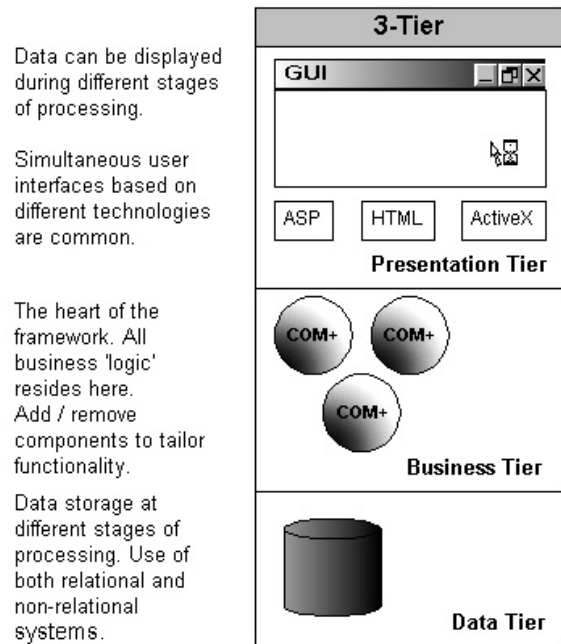 3-Tier
Data can be displayed
during different stages
of processing.
Simultaneous user
interfaces based on
different technologies
are common.
GUI
ASP
HTML
ActiveX
Presentation Tier
The heart of the
framework. All
business 'logic'
resides here.
Add / remove
components to tailor
functionality.
COM+
COM+
COM+
Business Tier
Data storage at
different stages of
processing. Use of
both relational and
non-relational
systems.
Data Tier